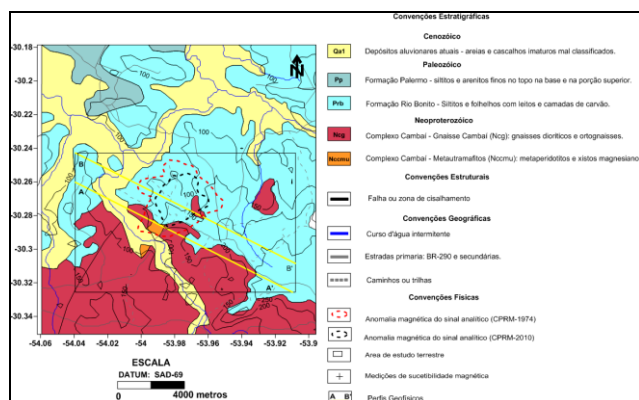 Convenções Estratigráficas
Cenozóico
Qa1
Depósitos aluvionares atuais - areias e cascalhos imaturos mal classificados.
Paleozóico
Pp
Formação Palermo - siltitos e arenitos finos no topo na base e na porção superior.
Prb
Formação Rio Bonito - Siltitos e folhelhos com leitos e camadas de carvão.
Neoproterozóico
Ncg
Complexo Cambaí - Gnaisse Cambaí (Ncg): gnaisses dioríticos e ortognaisses.
Nccmu
Complexo Cambaí - Metautramafitos (Nccmu): metaperidotitos e xistos magnesiano
Convenções Estruturais
Falha ou zona de cisalhamento
Convenções Geográficas
Curso d'água intermitente
Estradas primaria: BR-290 e secundárias.
Caminhos ou trilhas
Convenções Físicas
Anomalia magnética do sinal analítico (CPRM-1974)
Anomalia magnética do sinal analítico (CPRM-2010)
Area de estudo terrestre
Medições de sucetibilidade magnética
A B' Perfis Geofísicos
-30.18
-30.2
-30.22
-30.24
-30.26
-30.28
-30.3
-30.32
-30.34
-54.06 -54.04 -54.02 -54 -53.98 -53.96 -53.94 -53.92 -53.9
N
B
A
B'
A'
100
100
100
ESCALA
DATUM: SAD-69
0 4000 metros